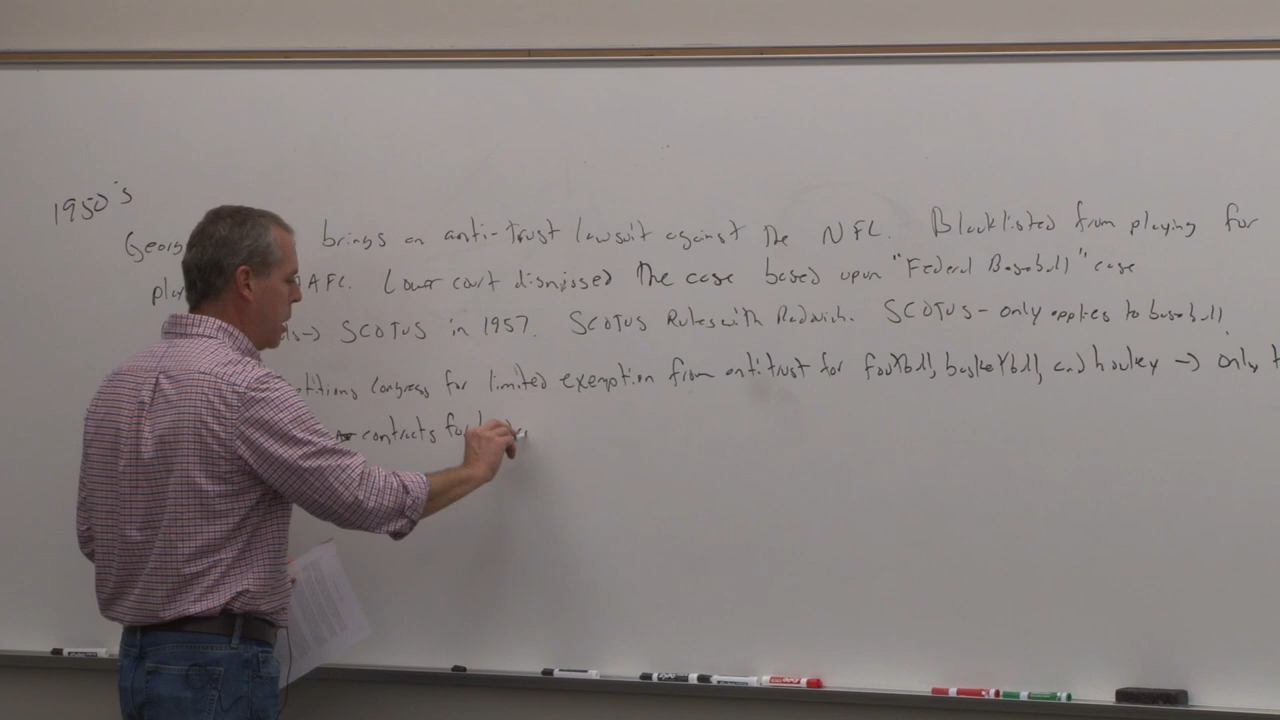 1950's
brings an anti-trust lawsuit against the NFL. Blacklisted from playing for
AFC. Lower court dismissed the case based upon "Federal Baseball" case
SCOTUS in 1957. SCOTUS Rules with Radovich. SCOTUS - only applies to baseball.
Congress for limited exemption from antitrust for football, basketball, and hockey → only
contracts for